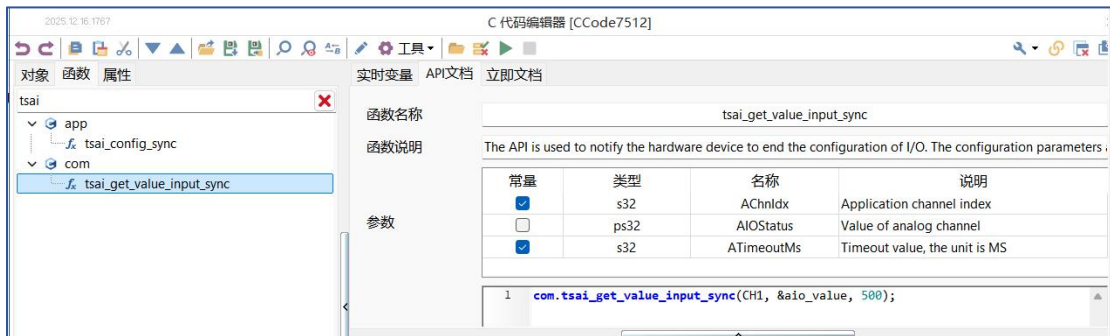 2025.12.16.1767
C 代码编辑器 [CCode7512]
工具
对象 函数 属性
实时变量 API文档 立即文档
tsai
app
fx tsai_config_sync
com
fx tsai_get_value_input_sync
函数名称
tsai_get_value_input_sync
函数说明
The API is used to notify the hardware device to end the configuration of I/O. The configuration parameters
参数
常量 类型 名称 说明
s32 AChnIdx Application channel index
ps32 AIOStatus Value of analog channel
s32 ATimeoutMs Timeout value, the unit is MS
1 com.tsai_get_value_input_sync(CH1, &aio_value, 500);